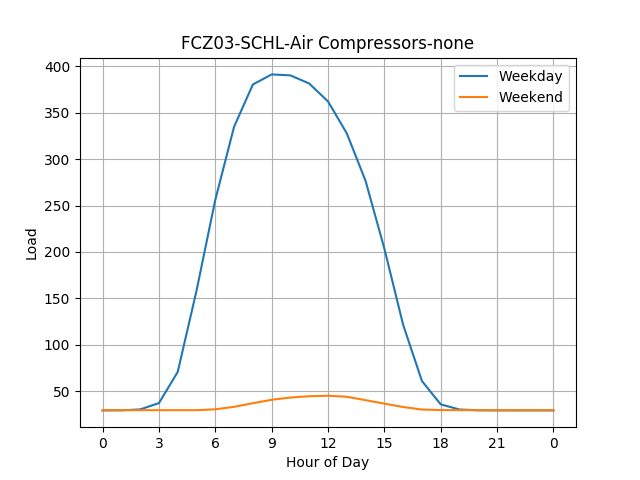 FCZ03-SCHL-Air Compressors-none
Weekday
Weekend
400
350
300
250
200
150
100
50
Load
0 3 6 9 12 15 18 21 0
Hour of Day